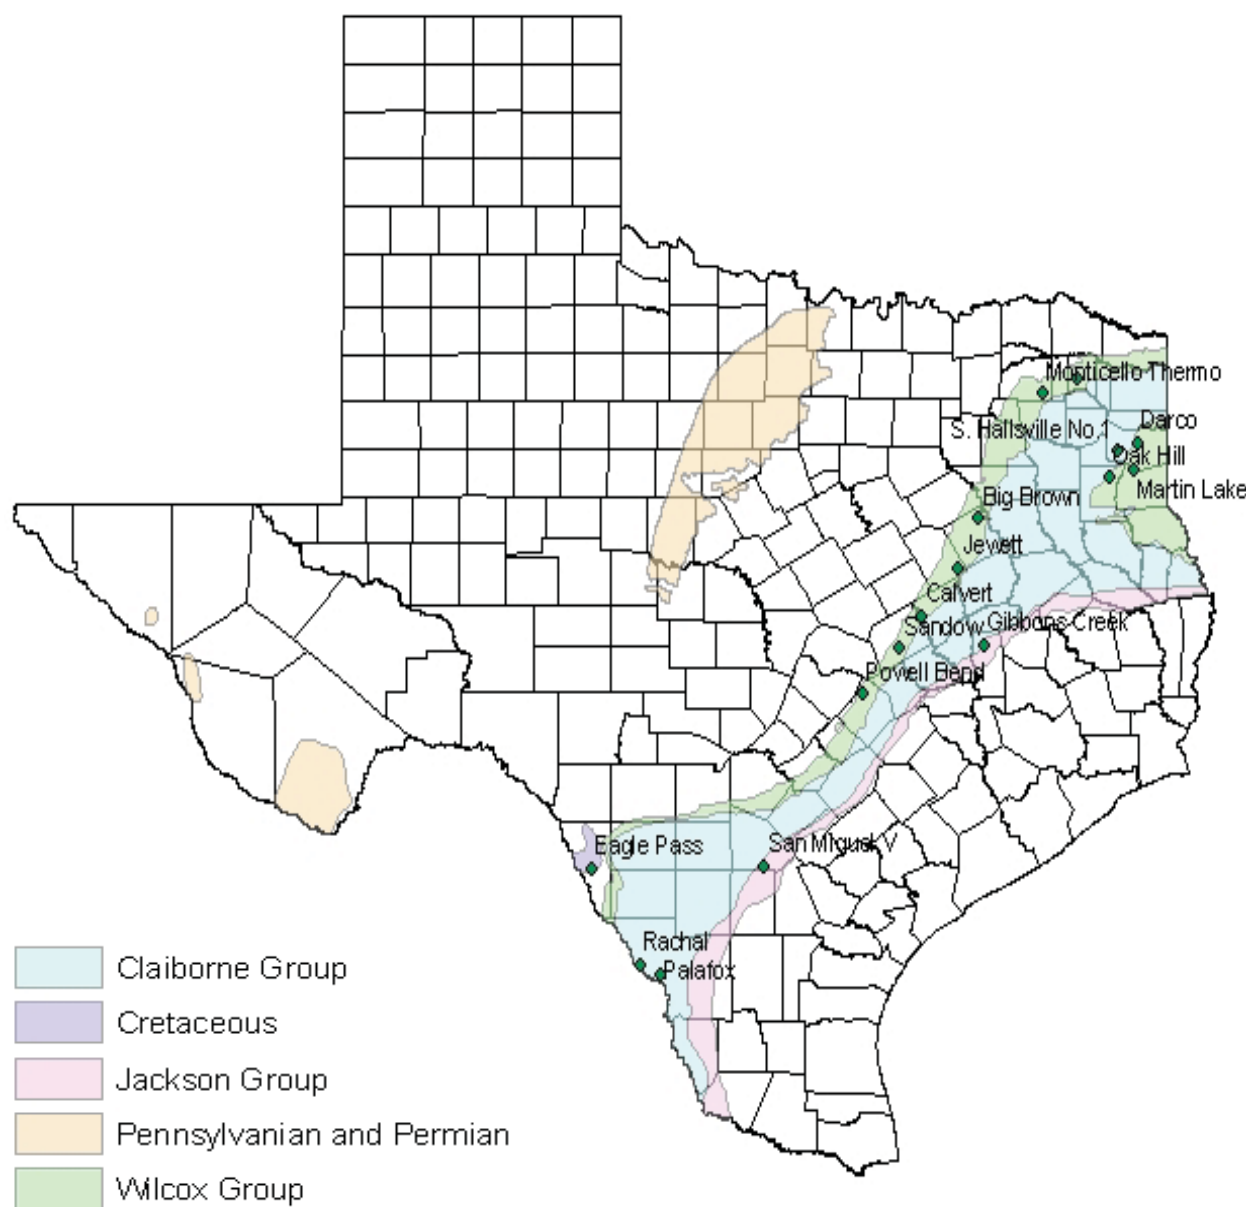 Monticello Thermo
Darco
S. Hallsville No.1
Oak Hill
Martin Lake
Big Brown
Jewett
Calvert
Sandow
Gibbons Creek
Powell Bend
San Miguel V
Eagle Pass
Rachal
Palafox
Claiborne Group
Cretaceous
Jackson Group
Pennsylvanian and Permian
Wilcox Group